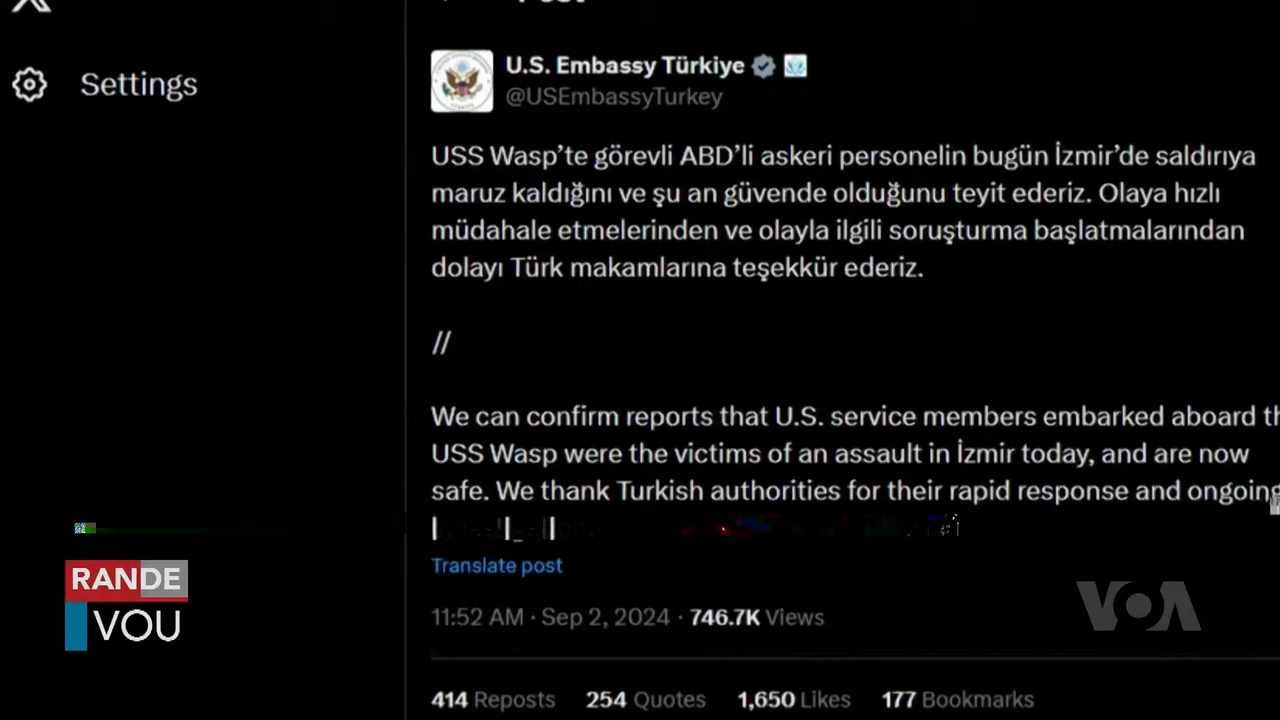 Settings
U.S. Embassy Türkiye
@USEmbassyTurkey
USS Wasp’te görevli ABD’li askeri personelin bugün İzmir’de saldırıya
maruz kaldığını ve şu an güvende olduğunu teyit ederiz. Olaya hızlı
müdahale etmelerinden ve olayla ilgili soruşturma başlatmalarından
dolayı Türk makamlarına teşekkür ederiz.
//
We can confirm reports that U.S. service members embarked aboard th
USS Wasp were the victims of an assault in İzmir today, and are now
safe. We thank Turkish authorities for their rapid response and ongoing
Translate post
11:52 AM · Sep 2, 2024 · 746.7K Views
414 Reposts 254 Quotes 1,650 Likes 177 Bookmarks
RANDE
VOU
VOA